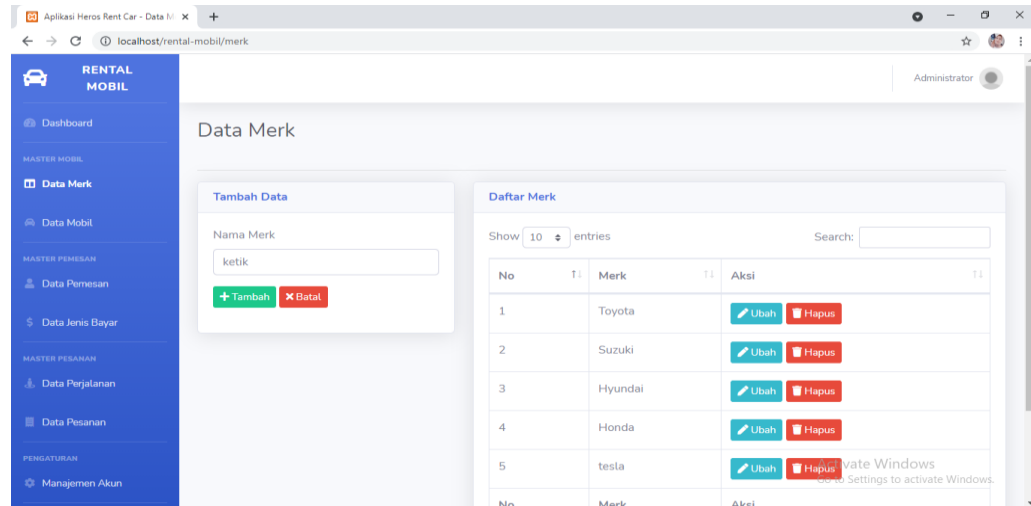 Aplikasi Heros Rent Car - Data M
localhost/rental-mobil/merk
RENTAL
MOBIL
Administrator
Dashboard
MASTER MOBIL
Data Merk
Data Mobil
MASTER PEMESAN
Data Pemesan
Data Jenis Bayar
MASTER PESANAN
Data Perjalanan
Data Pesanan
PENGATURAN
Manajemen Akun
Data Merk
Tambah Data
Nama Merk
ketik
Tambah Batal
Daftar Merk
Show 10 entries Search:
No Merk Aksi
1 Toyota Ubah Hapus
2 Suzuki Ubah Hapus
3 Hyundai Ubah Hapus
4 Honda Ubah Hapus
5 tesla Ubah Hapus
No Merk Aksi
Activate Windows
Go to Settings to activate Windows.